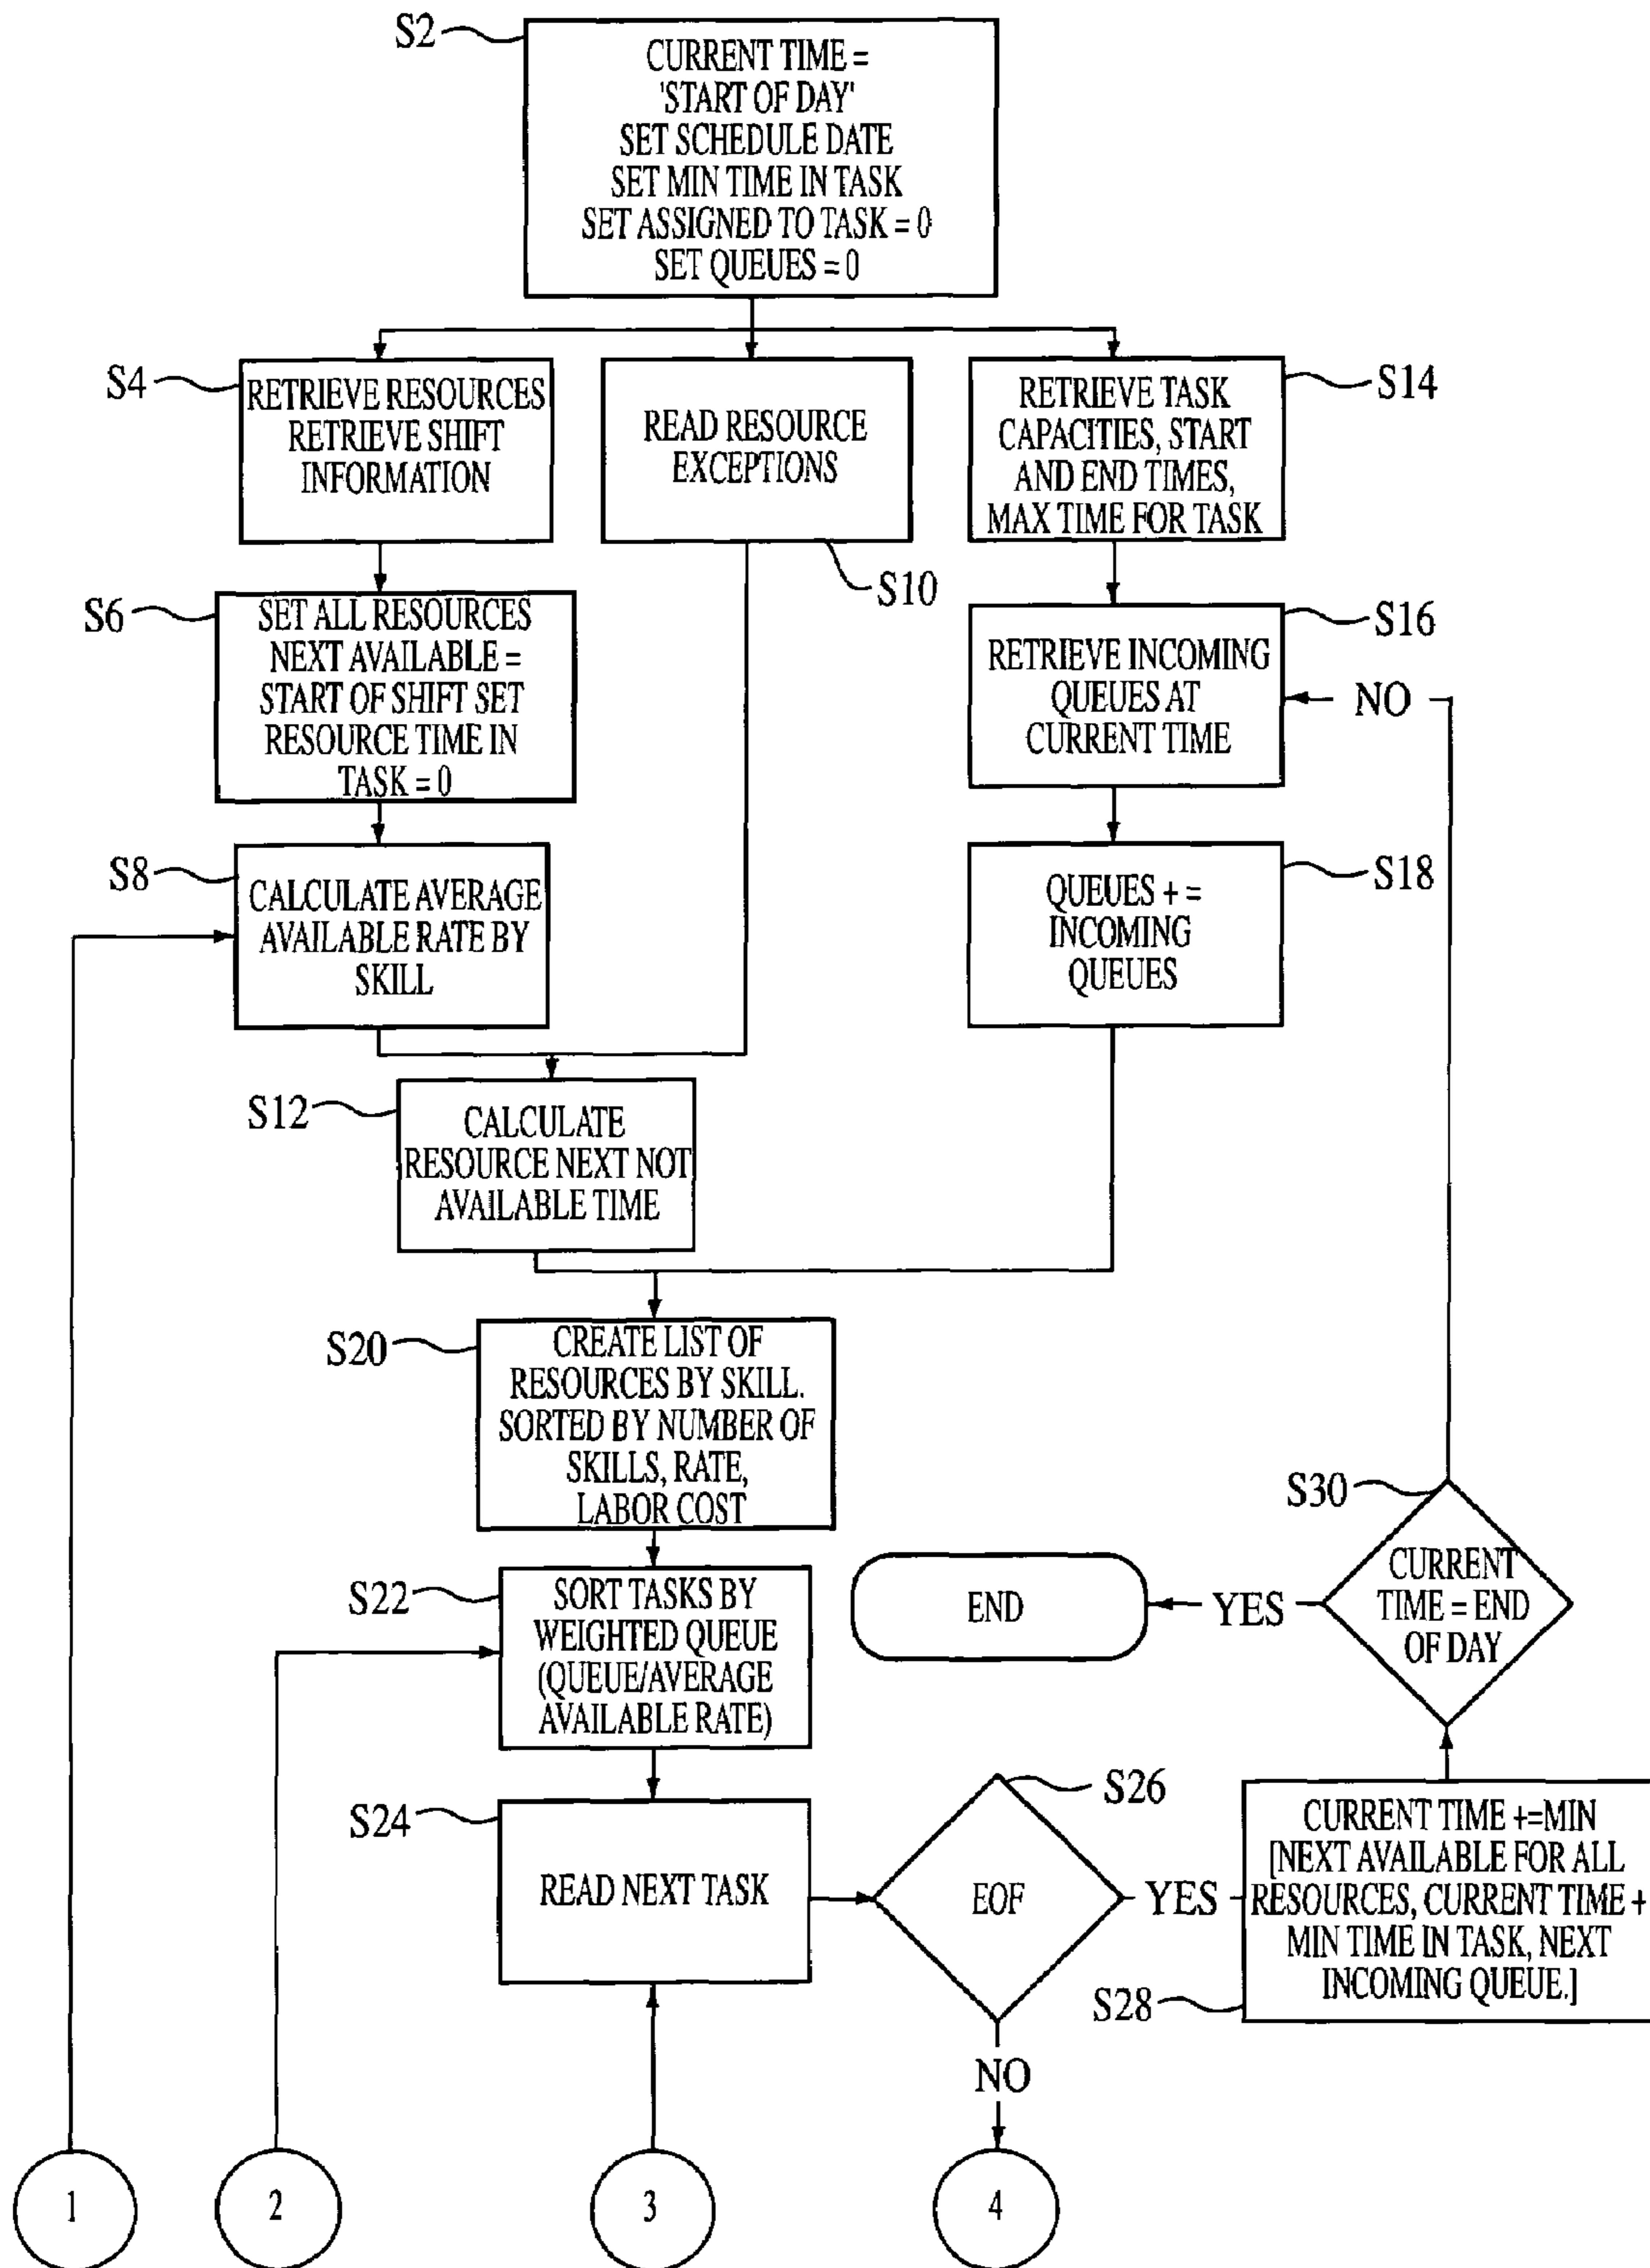 S2
CURRENT TIME =
'START OF DAY'
SET SCHEDULE DATE
SET MIN TIME IN TASK
SET ASSIGNED TO TASK = 0
SET QUEUES = 0
S4
RETRIEVE RESOURCES
RETRIEVE SHIFT
INFORMATION
READ RESOURCE
EXCEPTIONS
S10
RETRIEVE TASK
CAPACITIES, START
AND END TIMES,
MAX TIME FOR TASK
S14
S6
SET ALL RESOURCES
NEXT AVAILABLE =
START OF SHIFT SET
RESOURCE TIME IN
TASK = 0
RETRIEVE INCOMING
QUEUES AT
CURRENT TIME
S16
NO
S8
CALCULATE AVERAGE
AVAILABLE RATE BY
SKILL
QUEUES + =
INCOMING
QUEUES
S18
S12
CALCULATE
RESOURCE NEXT NOT
AVAILABLE TIME
S20
CREATE LIST OF
RESOURCES BY SKILL.
SORTED BY NUMBER OF
SKILLS, RATE,
LABOR COST
S22
SORT TASKS BY
WEIGHTED QUEUE
(QUEUE/AVERAGE
AVAILABLE RATE)
END
YES
S30
CURRENT
TIME = END
OF DAY
S24
READ NEXT TASK
S26
EOF
YES
CURRENT TIME +=MIN
[NEXT AVAILABLE FOR ALL
RESOURCES, CURRENT TIME +
MIN TIME IN TASK, NEXT
INCOMING QUEUE.]
S28
NO
1
2
3
4